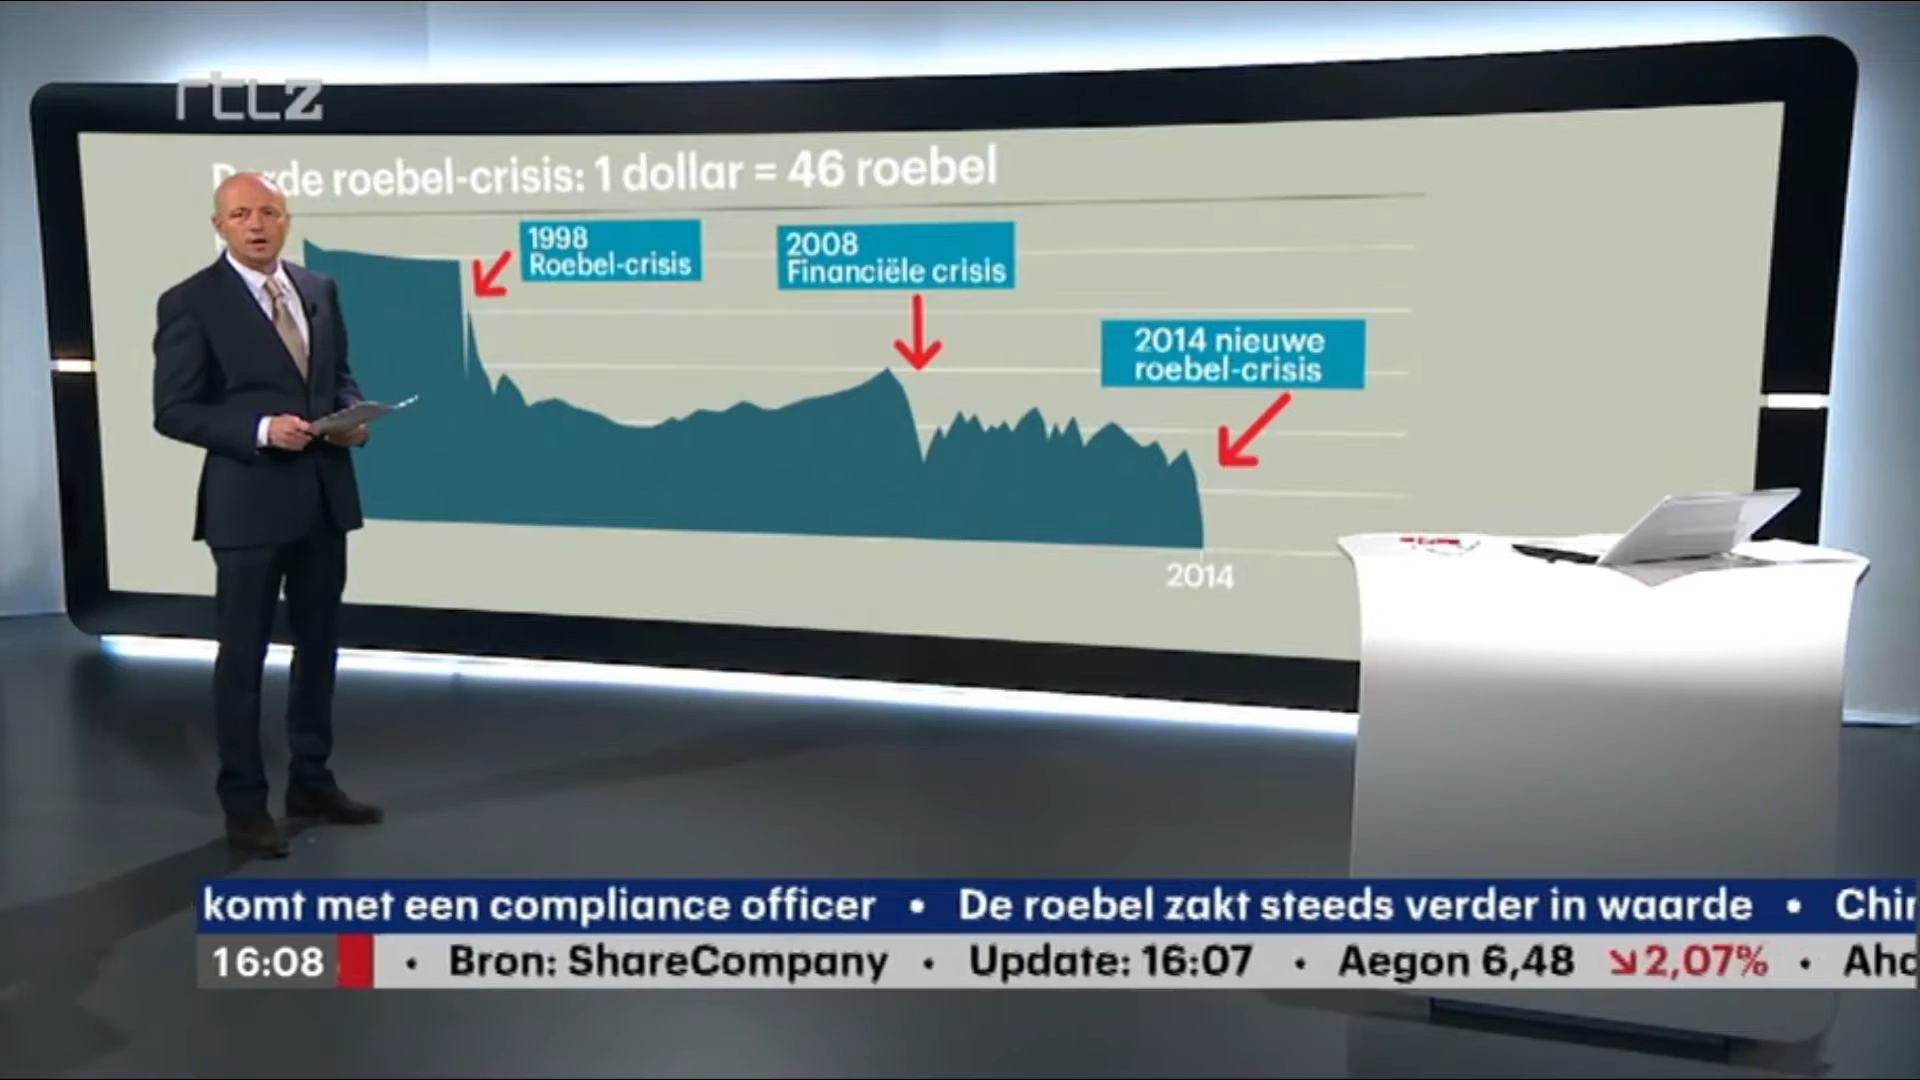 rtlz
roebel-crisis: 1 dollar = 46 roebel
1998
Roebel-crisis
2008
Financiële crisis
2014 nieuwe
roebel-crisis
2014
komt met een compliance officer • De roebel zakt steeds verder in waarde •
16:08 • Bron: ShareCompany • Update: 16:07 • Aegon 6,48 ↘2,07% •